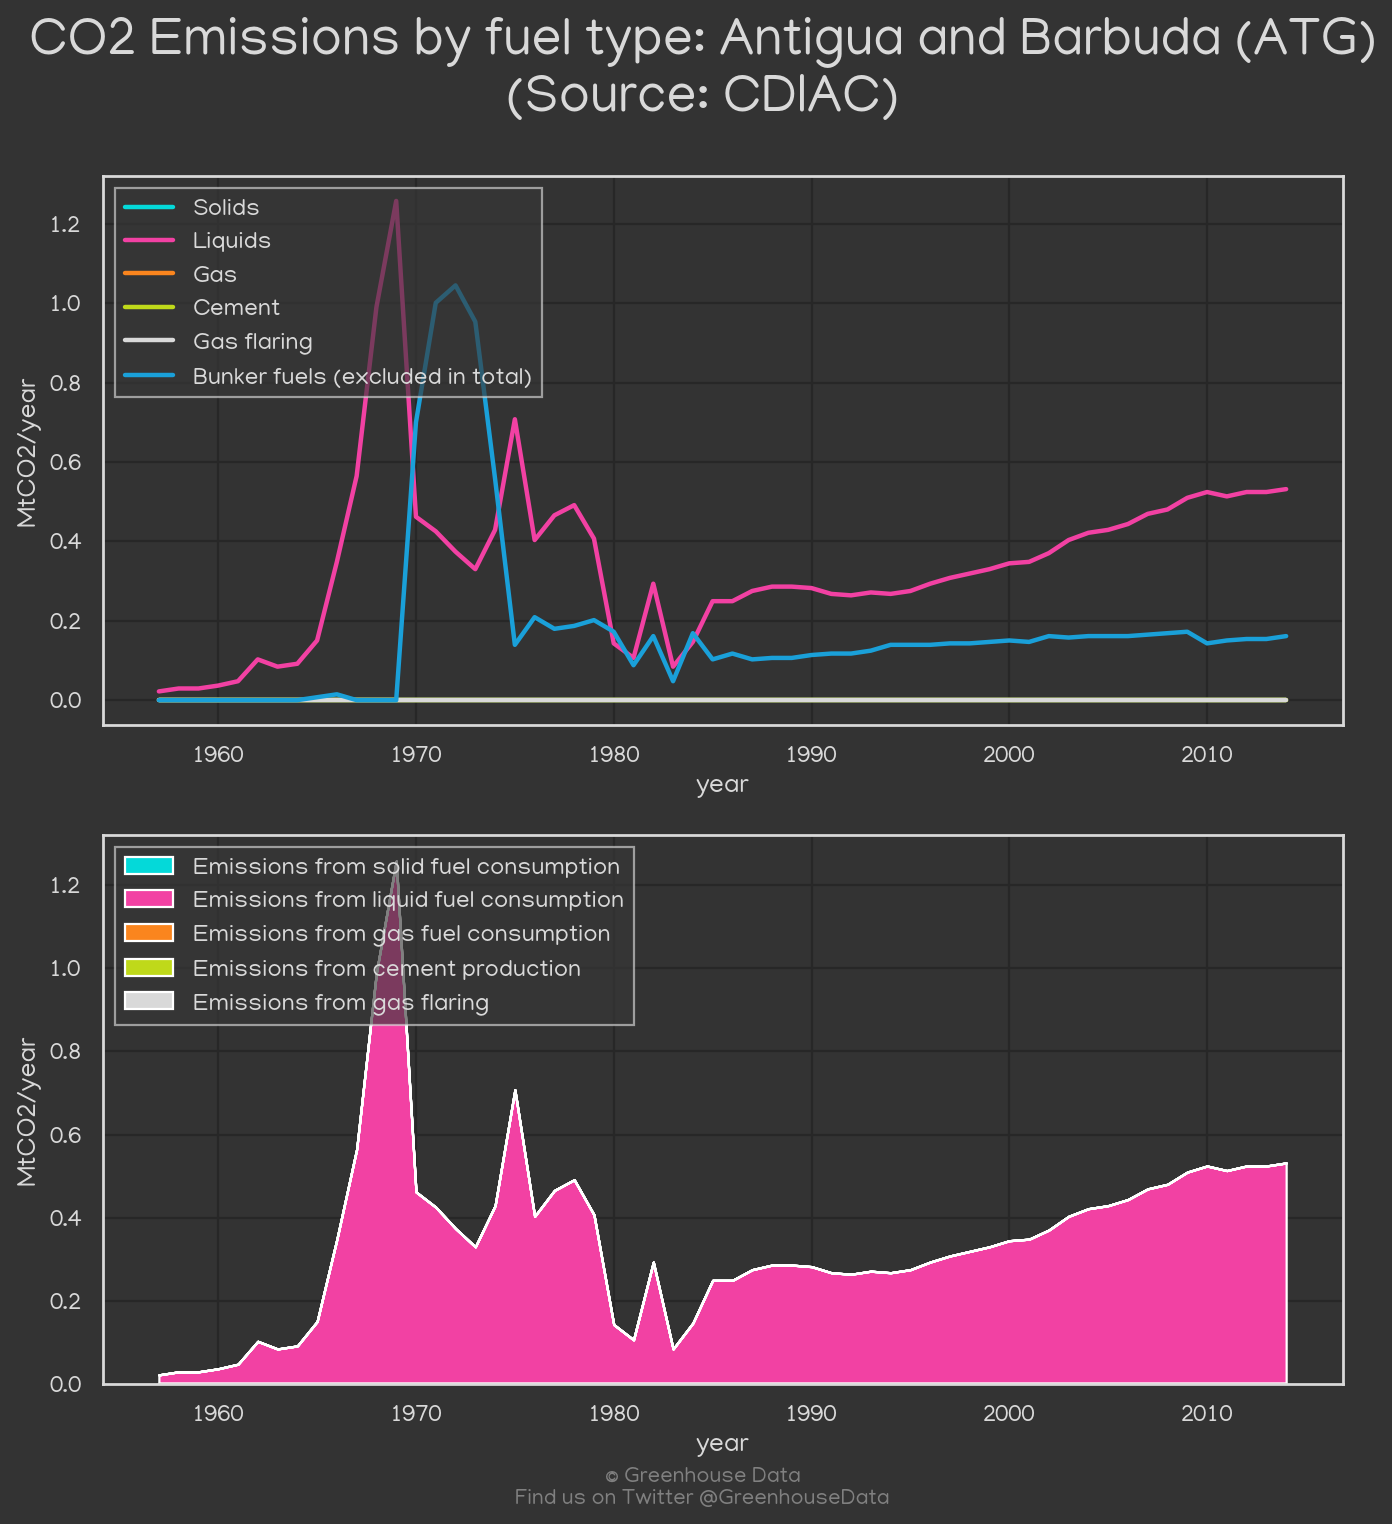 CO2 Emissions by fuel type: Antigua and Barbuda (ATG)
(Source: CDIAC)
Solids
Liquids
Gas
Cement
Gas flaring
Bunker fuels (excluded in total)
MtCO2/year
1.2
1.0
0.8
0.6
0.4
0.2
0.0
1960 1970 1980 1990 2000 2010
year
Emissions from solid fuel consumption
Emissions from liquid fuel consumption
Emissions from gas fuel consumption
Emissions from cement production
Emissions from gas flaring
MtCO2/year
1.2
1.0
0.8
0.6
0.4
0.2
0.0
1960 1970 1980 1990 2000 2010
year
© Greenhouse Data
Find us on Twitter @GreenhouseData